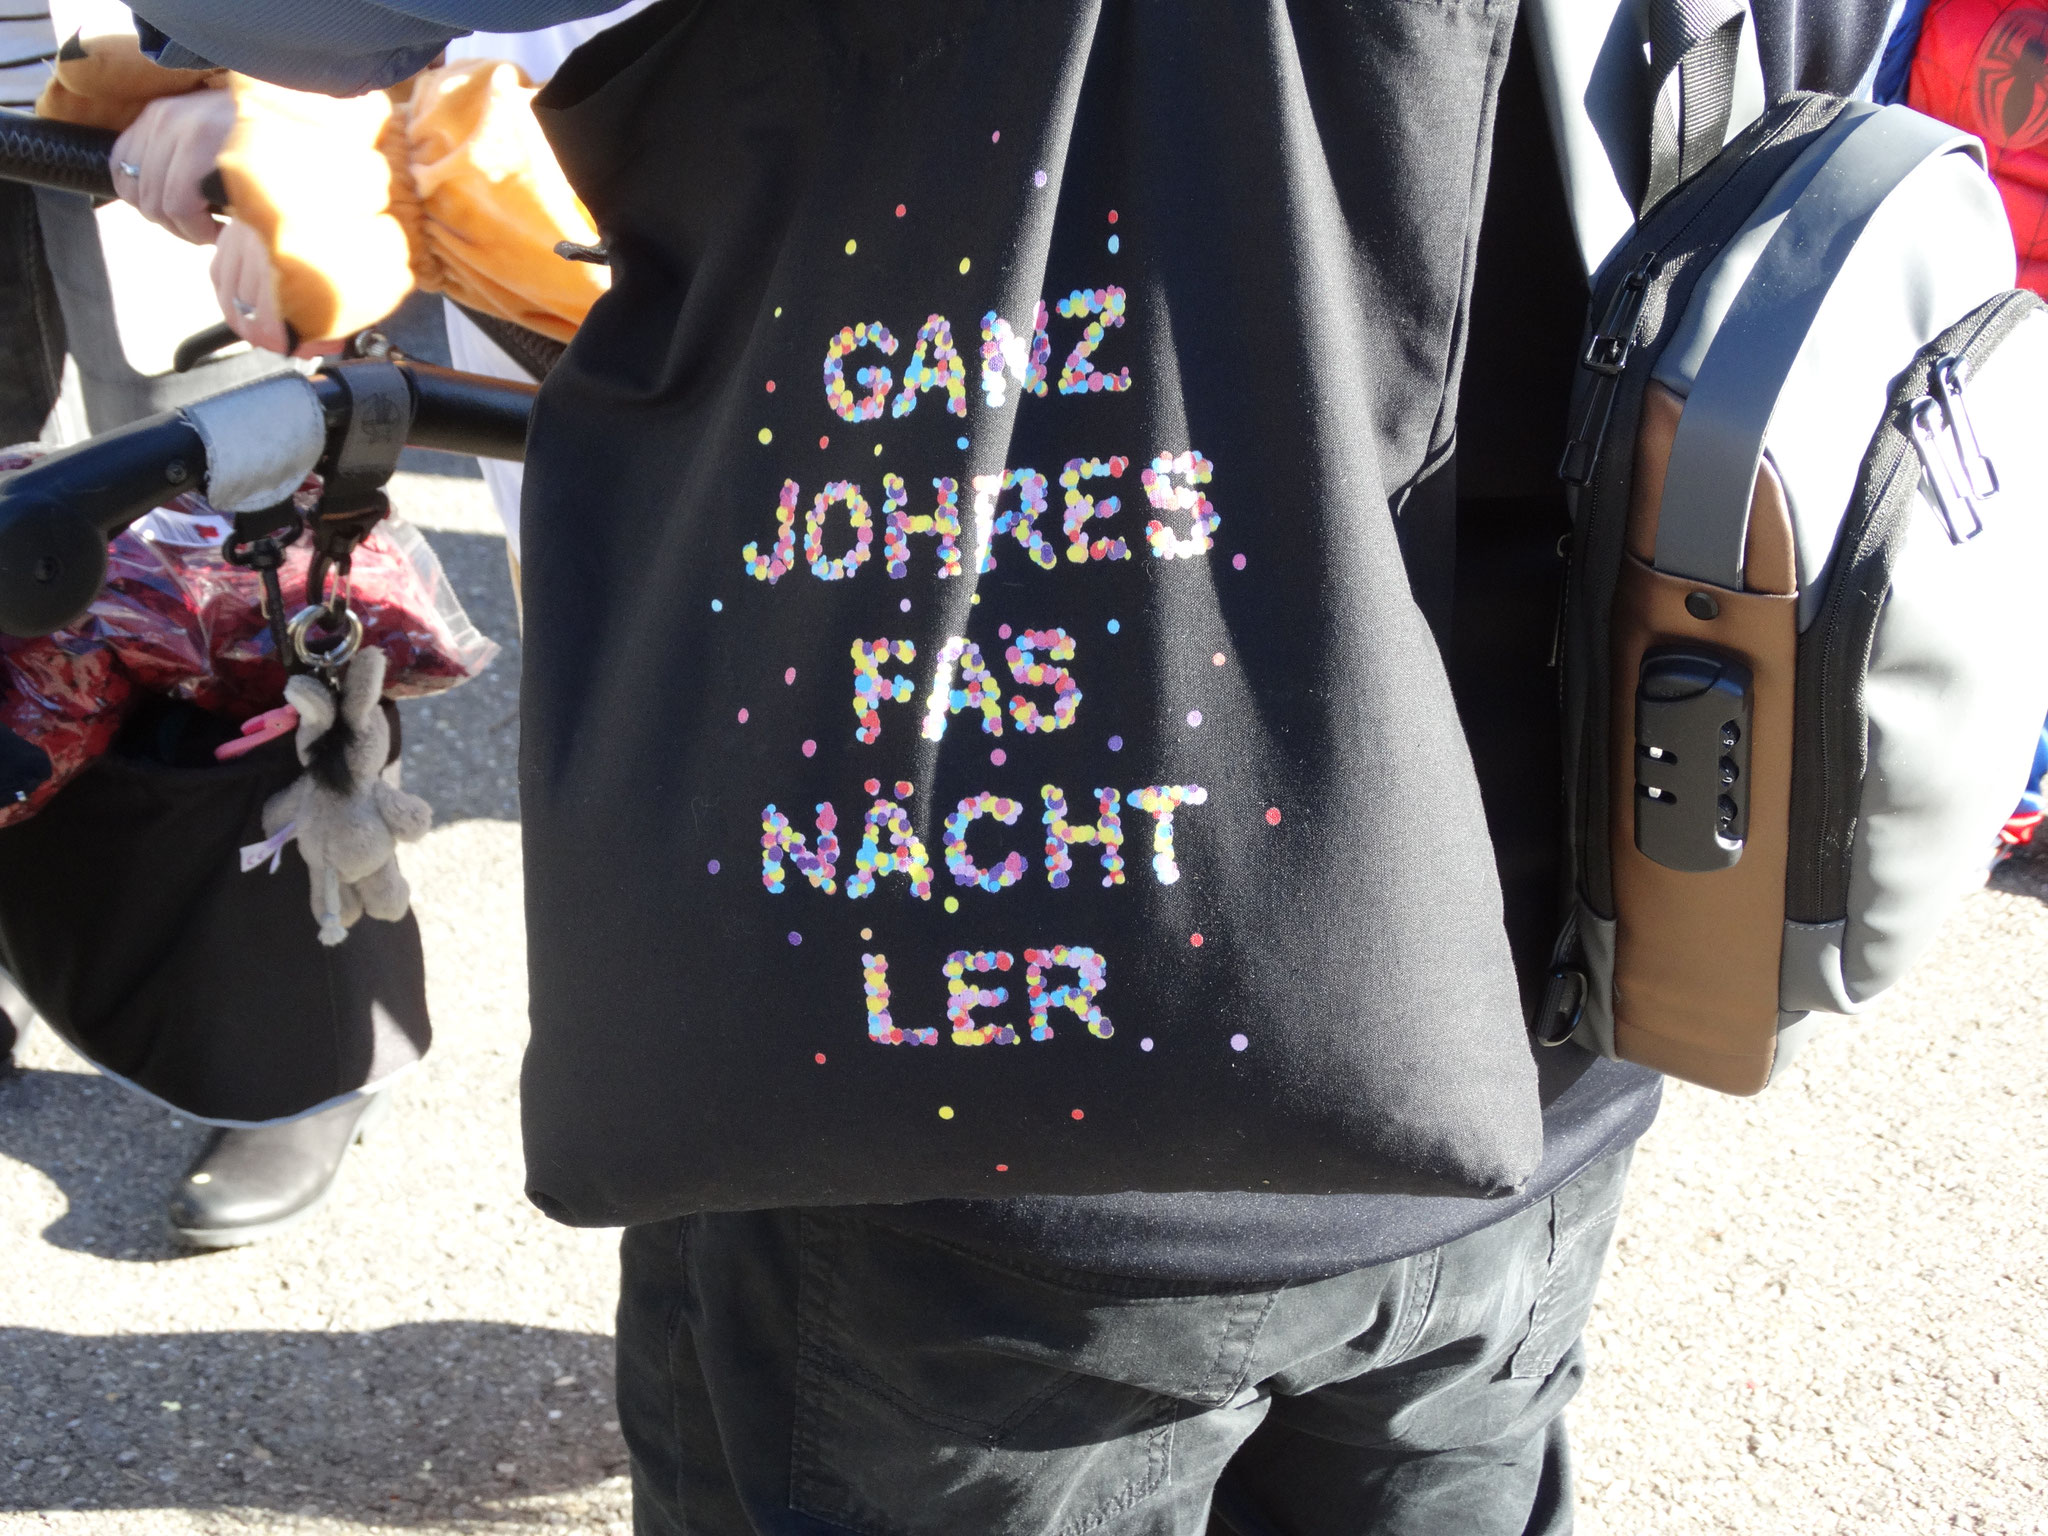 GANZ
JOHRES
FAS
NÄCHT
LER